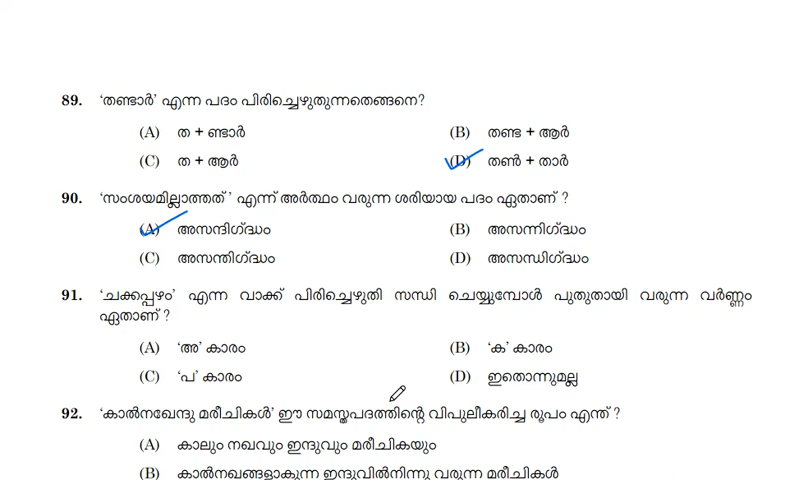 89. ‘തണ്ടാർ’ എന്ന പദം പിരിച്ചെഴുതുന്നതെങ്ങനെ?
(A) ത + ണ്ടാർ (B) തണ്ട + ആർ
(C) ത + ആർ (D) തൺ + താർ
90. ‘സംശയമില്ലാത്തത് ’ എന്ന് അർത്ഥം വരുന്ന ശരിയായ പദം ഏതാണ് ?
(A) അസന്ദിഗ്ദ്ധം (B) അസന്നിഗ്ദ്ധം
(C) അസന്തിഗ്ദ്ധം (D) അസന്ധിഗ്ദ്ധം
91. ‘ചക്കപ്പഴം’ എന്ന വാക്ക് പിരിച്ചെഴുതി സന്ധി ചെയ്യുമ്പോൾ പുതുതായി വരുന്ന വർണ്ണം
ഏതാണ് ?
(A) ‘അ’ കാരം (B) ‘ക’ കാരം
(C) ‘പ’ കാരം (D) ഇതൊന്നുമല്ല
92. ‘കാൽനഖേന്ദു മരീചികൾ’ ഈ സമസ്തപദത്തിന്റെ വിപുലീകരിച്ച രൂപം എന്ത് ?
(A) കാലും നഖവും ഇന്ദുവും മരീചികയും
(B) കാൽനഖങ്ങളാകുന്ന ഇന്ദുവിൽനിന്നു വരുന്ന മരീചികൾ